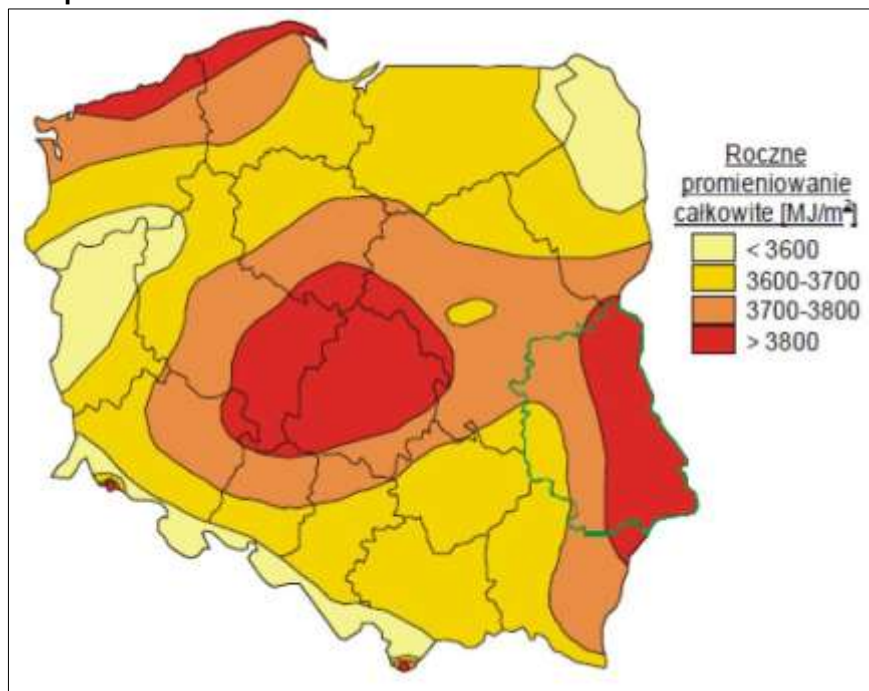 Roczne
promieniowanie
całkowite [MJ/m²]
< 3600
3600-3700
3700-3800
> 3800